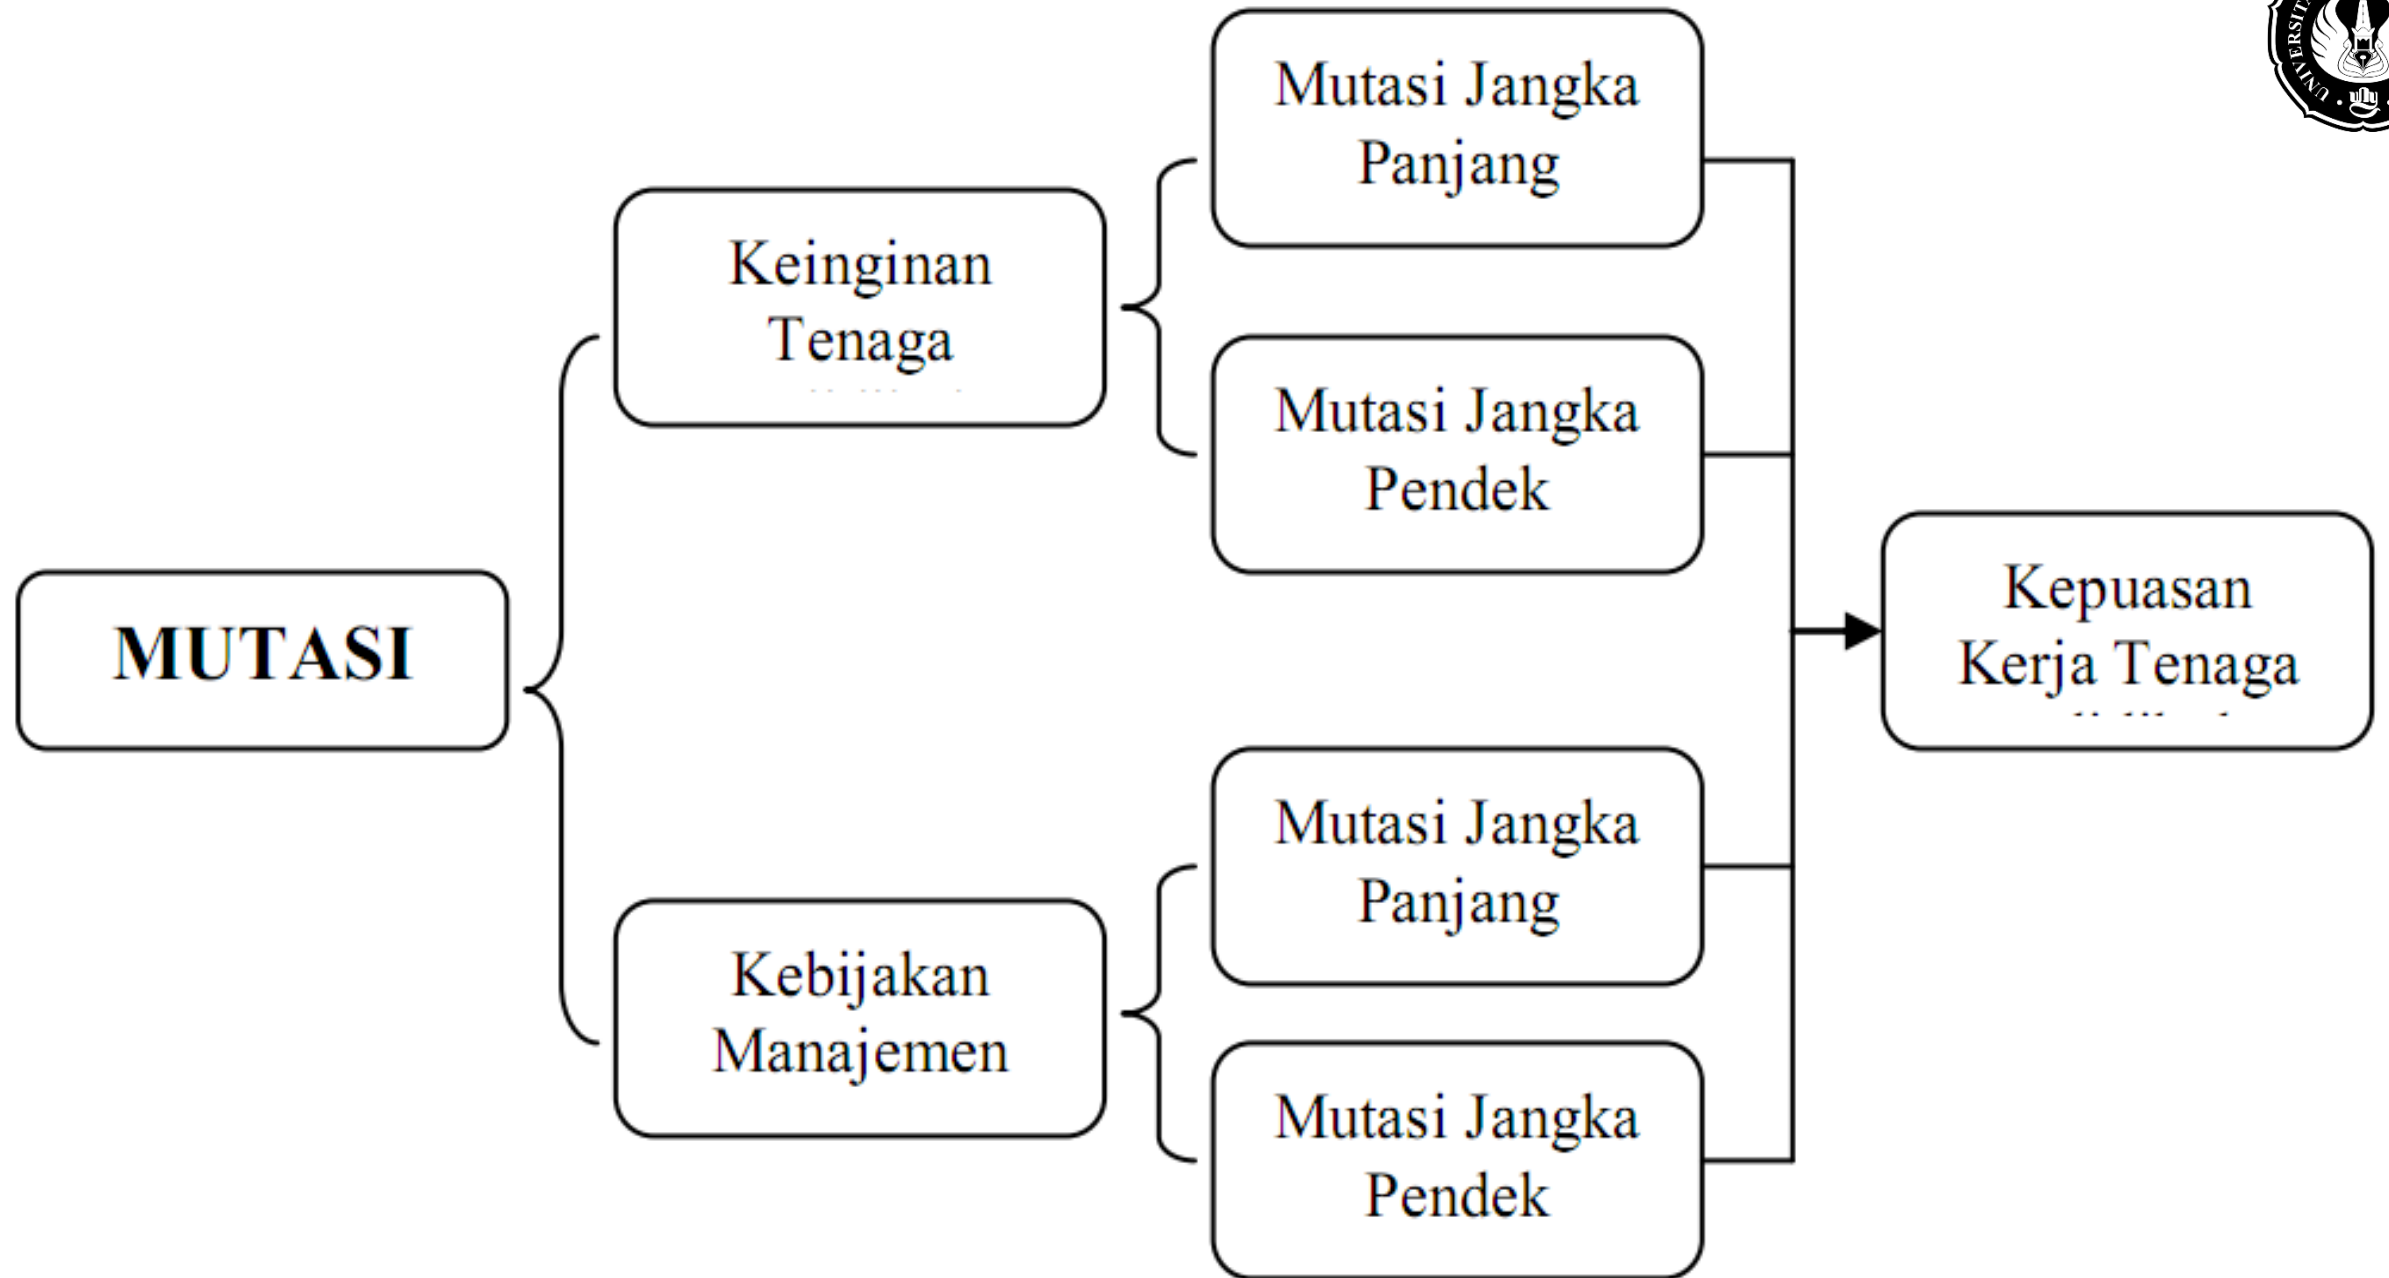 MUTASI
Keinginan
Tenaga
Kebijakan
Manajemen
Mutasi Jangka
Panjang
Mutasi Jangka
Pendek
Mutasi Jangka
Panjang
Mutasi Jangka
Pendek
Kepuasan
Kerja Tenaga